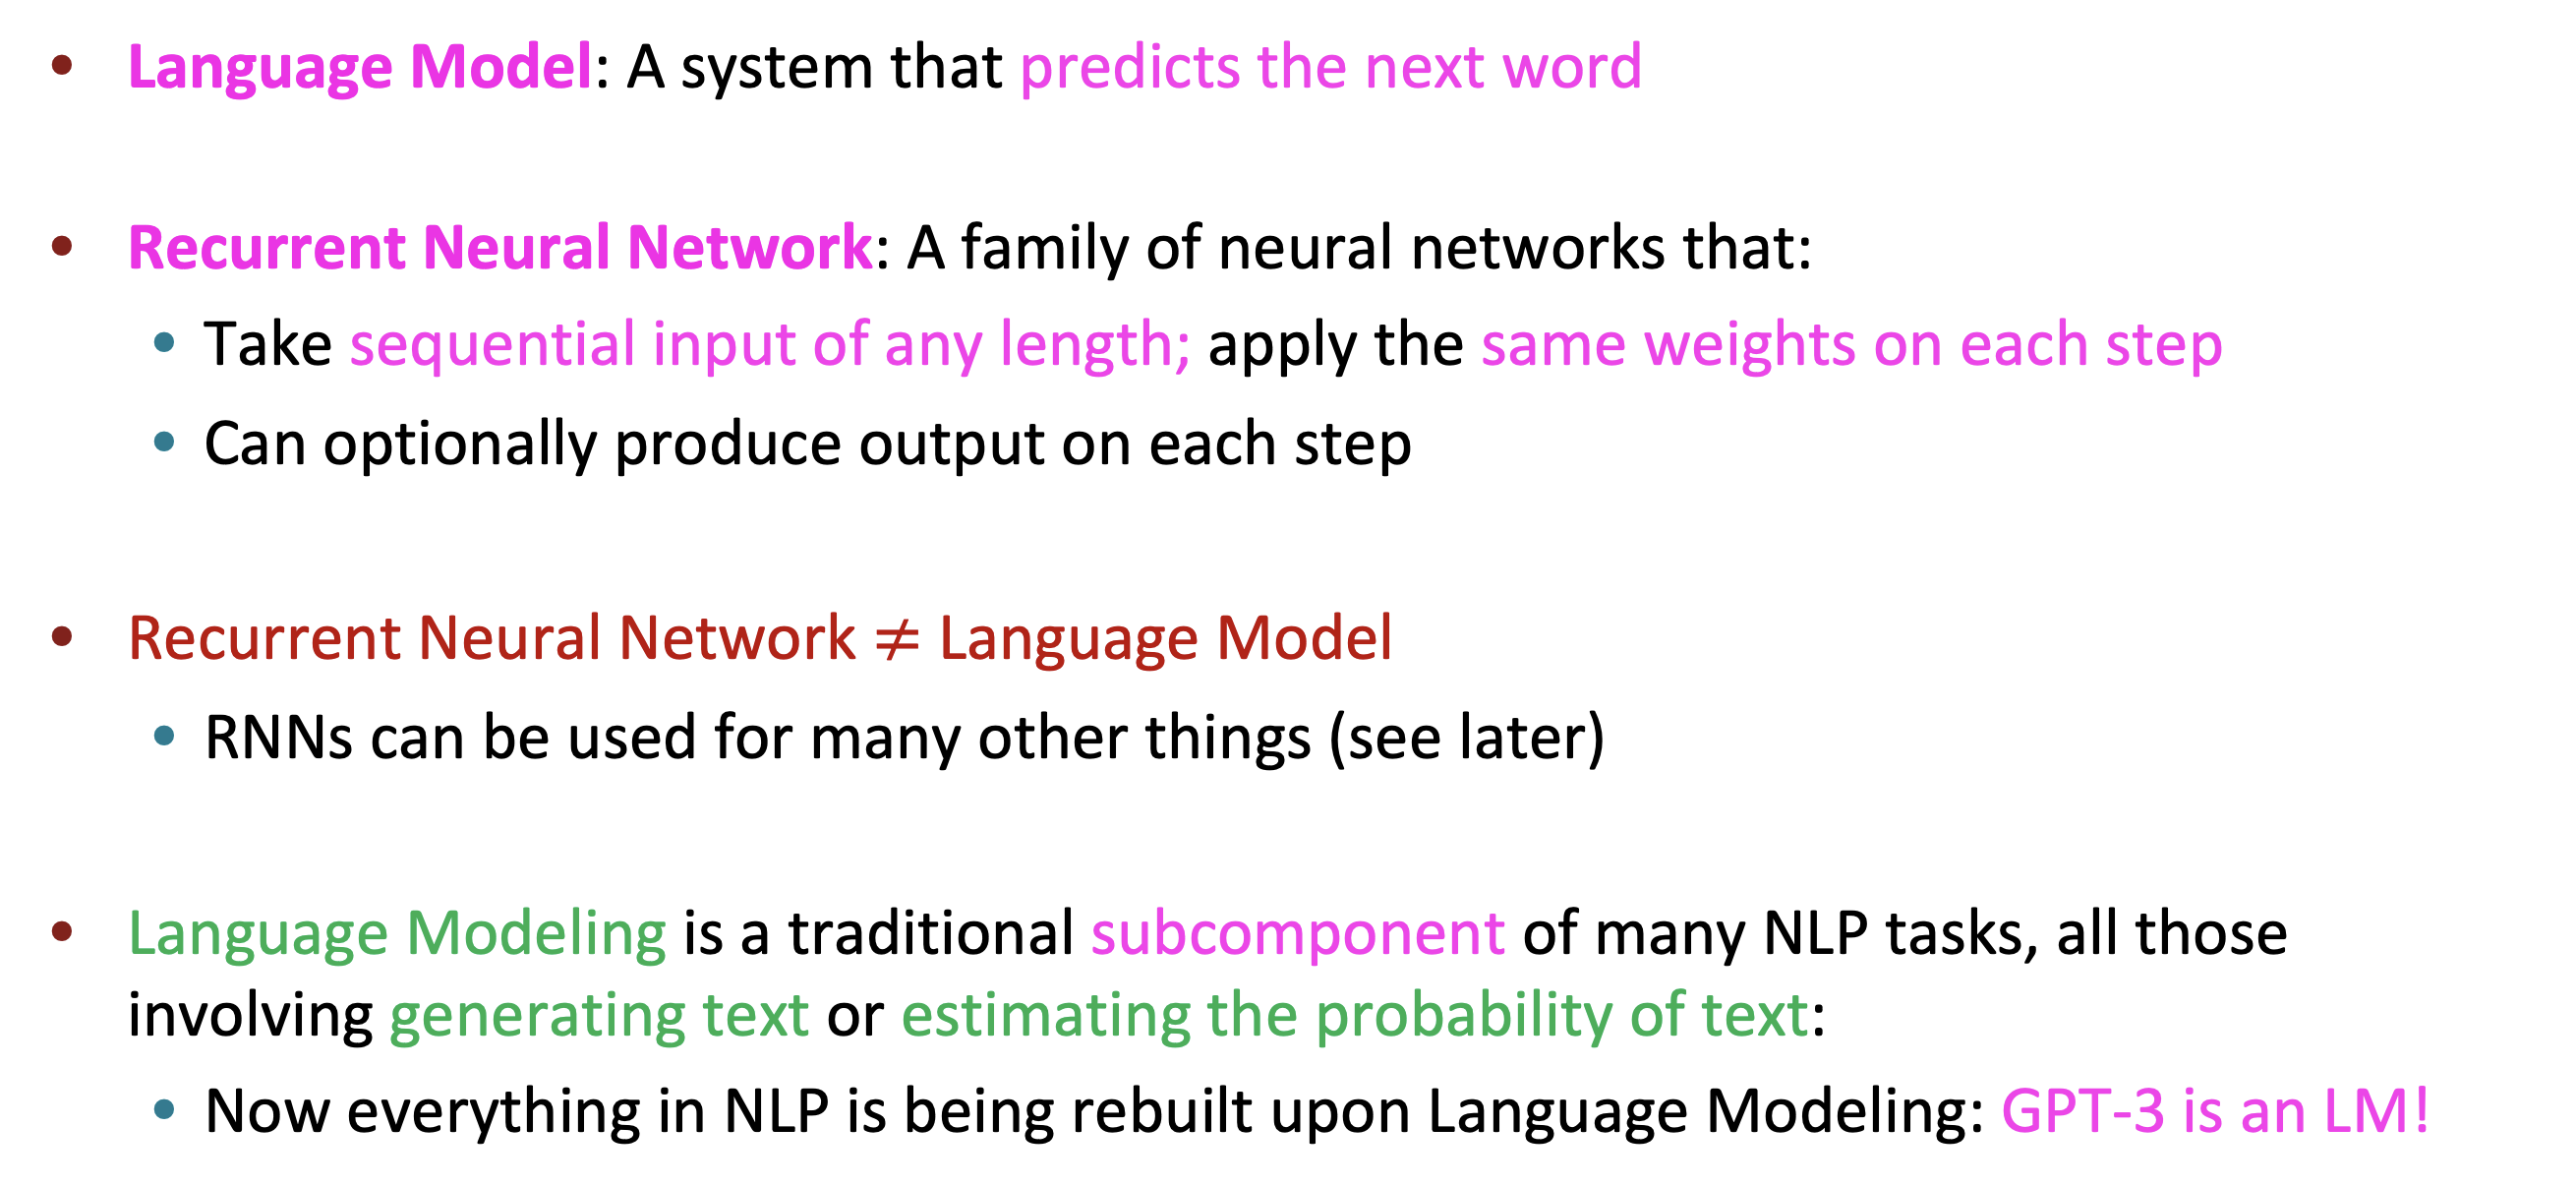 • Language Model: A system that predicts the next word
• Recurrent Neural Network: A family of neural networks that:
• Take sequential input of any length; apply the same weights on each step
• Can optionally produce output on each step
• Recurrent Neural Network ≠ Language Model
• RNNs can be used for many other things (see later)
• Language Modeling is a traditional subcomponent of many NLP tasks, all those
involving generating text or estimating the probability of text:
• Now everything in NLP is being rebuilt upon Language Modeling: GPT-3 is an LM!